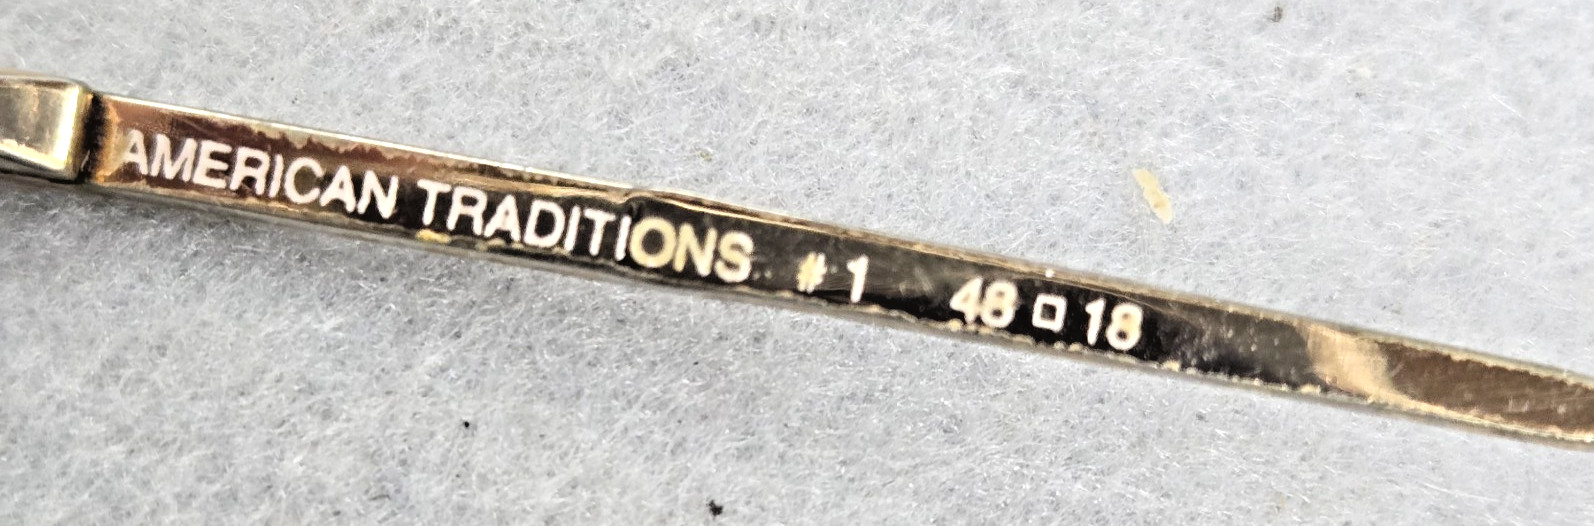 AMERICAN TRADITIONS #1 48□18